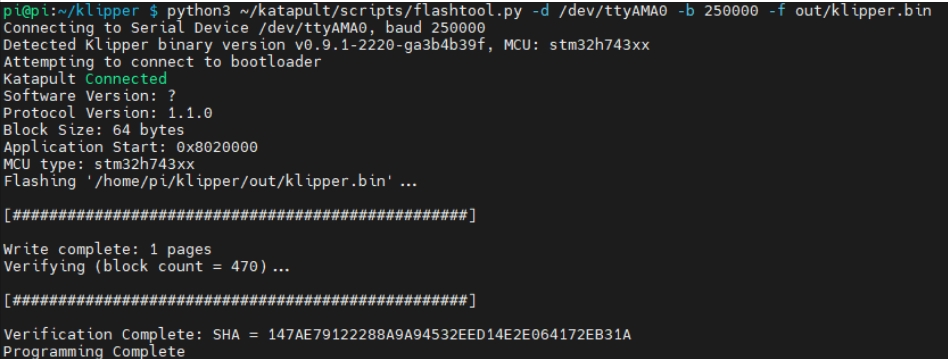 pi@pi:~/klipper $ python3 ~/katapult/scripts/flashtool.py -d /dev/ttyAMA0 -b 250000 -f out/klipper.bin
Connecting to Serial Device /dev/ttyAMA0, baud 250000
Detected Klipper binary version v0.9.1-2220-ga3b4b39f, MCU: stm32h743xx
Attempting to connect to bootloader
Katapult Connected
Software Version: ?
Protocol Version: 1.1.0
Block Size: 64 bytes
Application Start: 0x8020000
MCU type: stm32h743xx
Flashing '/home/pi/klipper/out/klipper.bin'...
[##################################################]
Write complete: 1 pages
Verifying (block count = 470)...
[##################################################]
Verification Complete: SHA = 147AE79122288A9A94532EED14E2E064172EB31A
Programming Complete